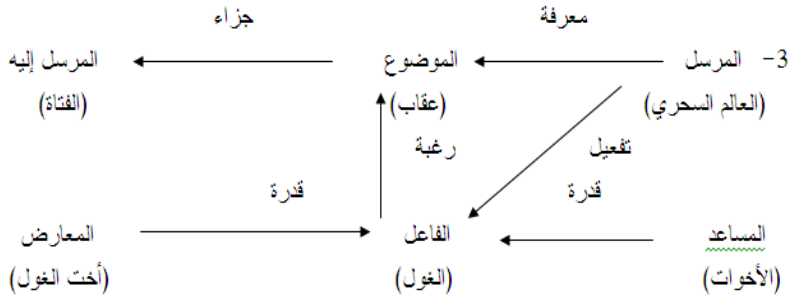 معرفة جزاء
3- المرسل الموضوع المرسل إليه
(العالم السحري) (عقاب) (الفتاة)
تفعيل رغبة
قدرة قدرة
المساعد الفاعل المعارض
(الأخوات) (الغول) (أخت الغول)